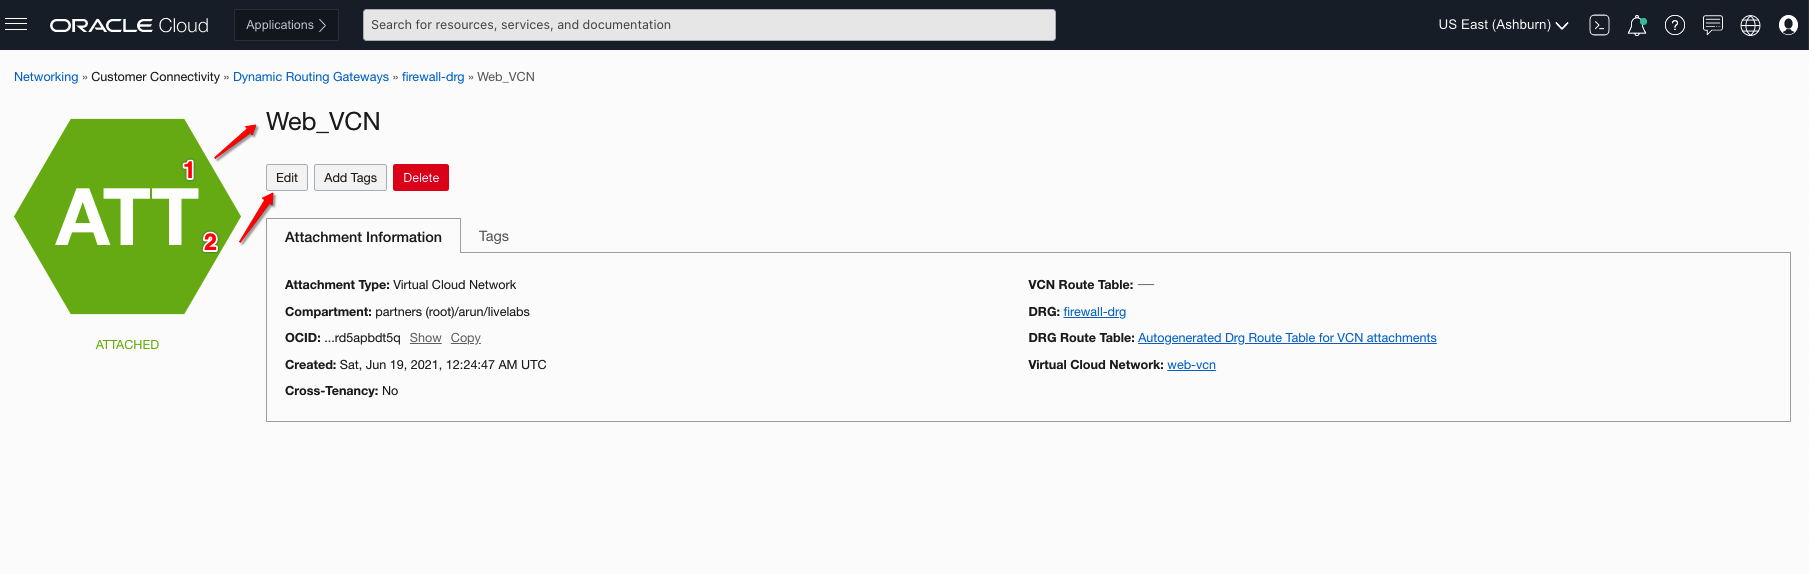 ORACLE Cloud Applications Search for resources, services, and documentation US East (Ashburn)
Networking » Customer Connectivity » Dynamic Routing Gateways » firewall-drg » Web_VCN
Web_VCN
1
ATT
2
ATTACHED
Edit Add Tags Delete
Attachment Information Tags
Attachment Type: Virtual Cloud Network
Compartment: partners (root)/arun/livelabs
OCID: ...rd5apbdt5q Show Copy
Created: Sat, Jun 19, 2021, 12:24:47 AM UTC
Cross-Tenancy: No
VCN Route Table: —
DRG: firewall-drg
DRG Route Table: Autogenerated Drg Route Table for VCN attachments
Virtual Cloud Network: web-vcn